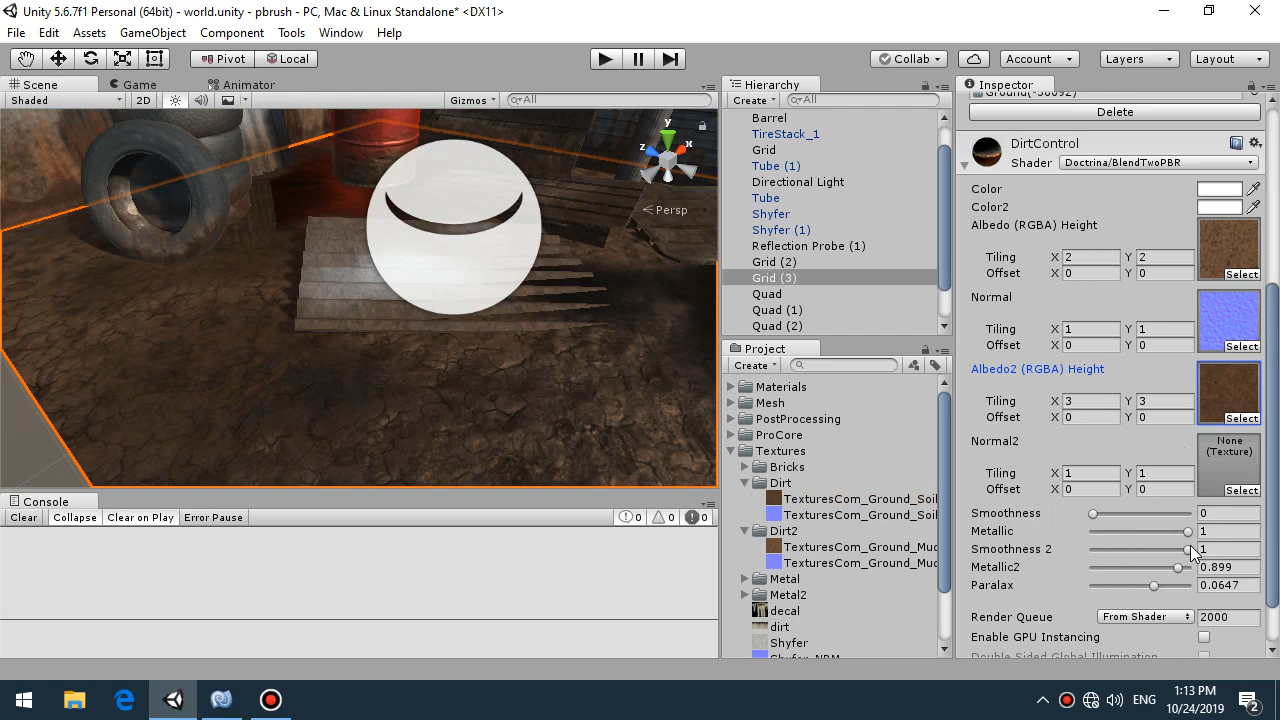 Unity 5.6.7f1 Personal (64bit) - world.unity - pbrush - PC, Mac & Linux Standalone* <DX11>
File Edit Assets GameObject Component Tools Window Help
Pivot Local Collab Account Layers Layout
Scene Game Animator
Shaded 2D Gizmos All
y
x
z
Persp
Hierarchy
Create All
Barrel
TireStack_1
Grid
Tube (1)
Directional Light
Tube
Shyfer
Shyfer (1)
Reflection Probe (1)
Grid (2)
Grid (3)
Quad
Quad (1)
Quad (2)
Project
Create
Materials
Mesh
PostProcessing
ProCore
Textures
Bricks
Dirt
TexturesCom_Ground_Soil
TexturesCom_Ground_Soil
Dirt2
TexturesCom_Ground_Mud
TexturesCom_Ground_Mud
Metal
Metal2
decal
dirt
Shyfer
Shyfer_NRM
Console
Clear Collapse Clear on Play Error Pause 0 0 0
Inspector
Delete
DirtControl
Shader Doctrina/BlendTwoPBR
Color
Color2
Albedo (RGBA) Height
Tiling X 2 Y 2
Offset X 0 Y 0
Select
Normal
Tiling X 1 Y 1
Offset X 0 Y 0
Select
Albedo2 (RGBA) Height
Tiling X 3 Y 3
Offset X 0 Y 0
Select
Normal2
None
(Texture)
Tiling X 1 Y 1
Offset X 0 Y 0
Select
Smoothness 0
Metallic 1
Smoothness 2 1
Metallic2 0.899
Paralax 0.0647
Render Queue From Shader 2000
Enable GPU Instancing
Double Sided Global Illumination
ENG
1:13 PM
10/24/2019
2